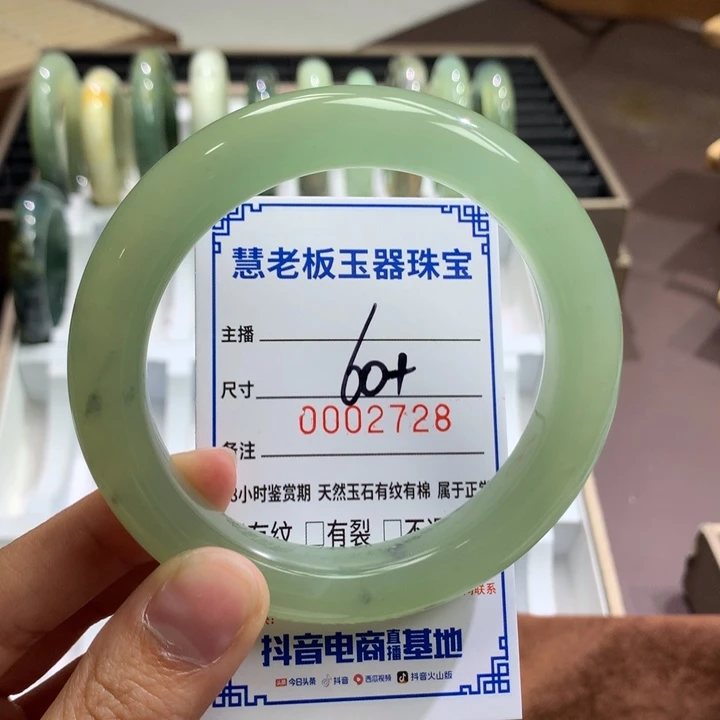 慧老板玉器珠宝
主播
尺寸 60+
0002728
备注
8小时鉴赏期 天然玉石有纹有棉 属于正
有纹 □有裂 □不
联系
抖音电商直播基地
头条 今日头条 抖音 西瓜视频 抖音火山版